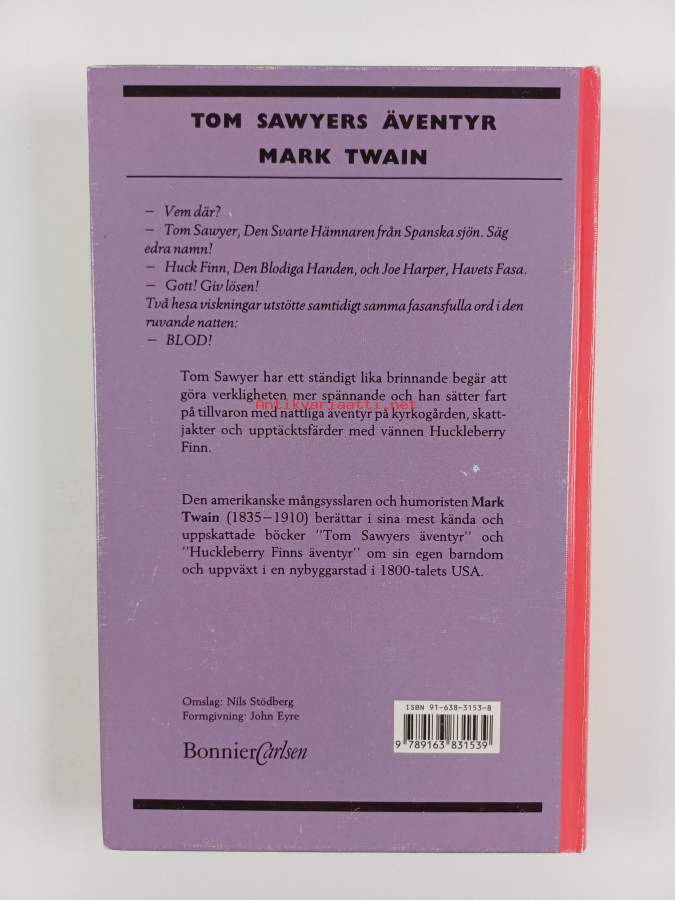 TOM SAWYERS ÄVENTYR
MARK TWAIN
– Vem där?
– Tom Sawyer, Den Svarte Hämnaren från Spanska sjön. Säg
edra namn!
– Huck Finn, Den Blodiga Handen, och Joe Harper, Havets Fasa.
– Gott! Giv lösen!
Två hesa viskningar utstötte samtidigt samma fasansfulla ord i den
ruvande natten:
– BLOD!
Tom Sawyer har ett ständigt lika brinnande begär att
göra verkligheten mer spännande och han sätter fart
Antikvariaatti.net
på tillvaron med nattliga äventyr på kyrkogården, skatt-
jakter och upptäcktsfärder med vännen Huckleberry
Finn.
Den amerikanske mångsysslaren och humoristen Mark
Twain (1835–1910) berättar i sina mest kända och
uppskattade böcker "Tom Sawyers äventyr" och
"Huckleberry Finns äventyr" om sin egen barndom
och uppväxt i en nybyggarstad i 1800-talets USA.
Omslag: Nils Stödberg
Formgivning: John Eyre
BonnierCarlsen
ISBN 91-638-3153-8
9 789163 831539